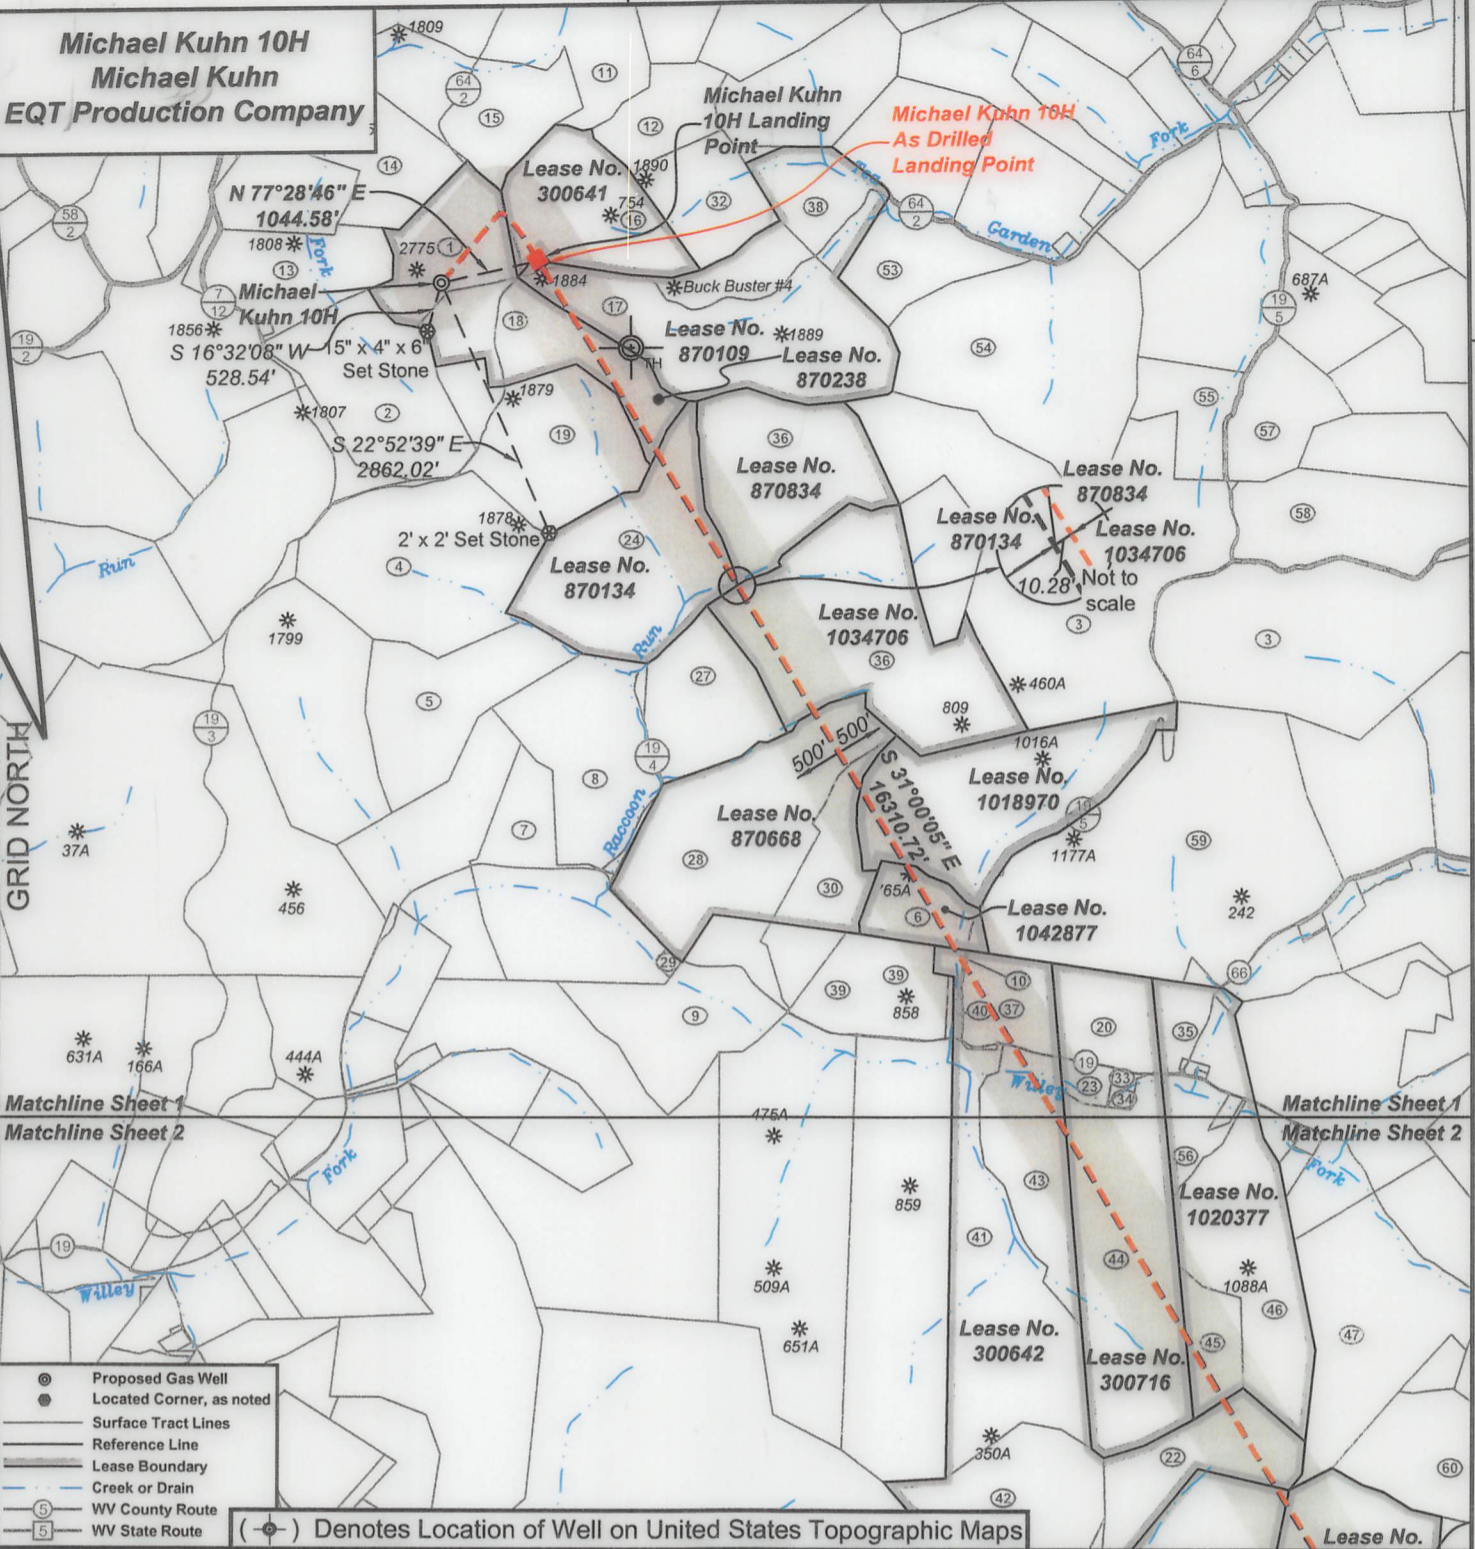 Michael Kuhn 10H
Michael Kuhn
EQT Production Company
1809
64
2
11
15
12
14
Michael Kuhn
10H Landing
Point
Michael Kuhn 10H
As Drilled
Landing Point
64
6
Fork
Lease No.
300641
1890
754
16
32
38
64
2
Garden
N 77°28'46" E
1044.58'
58
2
1808
Fork
13
2775
1
1884
Buck Buster #4
53
687A
19
5
7
12
Michael
Kuhn 10H
1856
S 16°32'08" W
528.54'
15" x 4" x 6"
Set Stone
18
17
TH
Lease No.
870109
1889
Lease No.
870238
54
19
2
1807
2
1879
55
57
S 22°52'39" E
2862.02'
19
36
Lease No.
870834
Lease No.
870834
Lease No.
870134
Lease No.
1034706
10.28'
Not to
scale
58
1878
2' x 2' Set Stone
24
Lease No.
870134
4
Run
Run
1799
Lease No.
1034706
36
3
3
27
5
460A
809
19
3
19
4
500'
500'
1016A
S 31°00'05" E
16310.72'
Lease No.
1018970
19
5
GRID NORTH
8
7
37A
Raccoon
Lease No.
870668
28
30
1177A
59
456
'65A
6
Lease No.
1042877
242
66
29
39
39
858
10
40
37
9
20
35
631A
166A
444A
19
Willey
23
33
34
Matchline Sheet 1
Matchline Sheet 1
475A
Matchline Sheet 2
Matchline Sheet 2
Fork
Fork
56
43
859
Lease No.
1020377
41
19
Willey
509A
44
1088A
46
651A
Lease No.
300642
Lease No.
300716
45
47
350A
22
60
42
Lease No.
Proposed Gas Well
Located Corner, as noted
Surface Tract Lines
Reference Line
Lease Boundary
Creek or Drain
5 WV County Route
5 WV State Route
( ) Denotes Location of Well on United States Topographic Maps